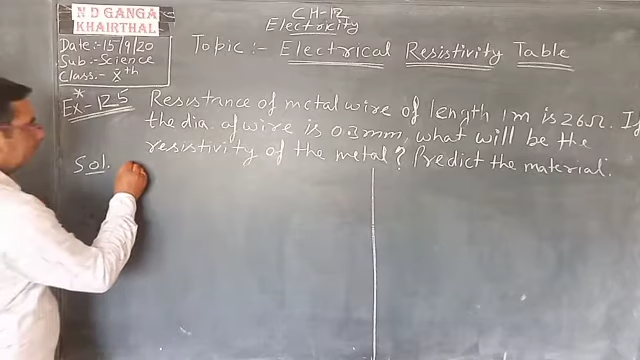 N D GANGA
KHAIRTHAL
Date:-15/9/20
Sub:- Science
Class:- Xth
CH-12
Electricity
Topic :- Electrical Resistivity Table
*
Ex-12.5 Resistance of metal wire of length 1m is 26Ω. If
the dia. of wire is 0.3mm, what will be the
resistivity of the metal? Predict the material.
Sol.